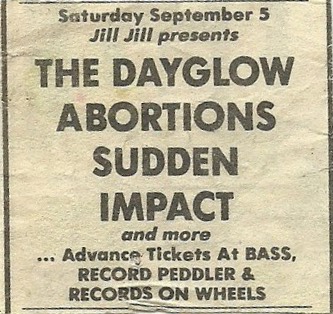 Saturday September 5
Jill Jill presents
THE DAYGLOW
ABORTIONS
SUDDEN
IMPACT
and more
... Advance Tickets At BASS,
RECORD PEDDLER &
RECORDS ON WHEELS